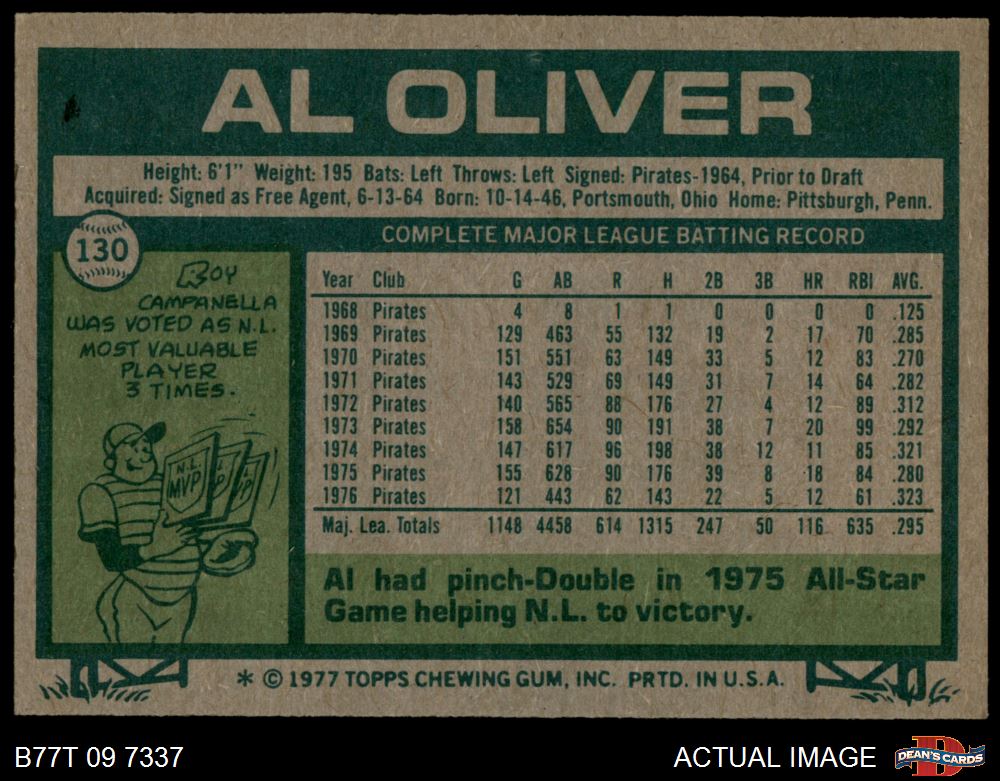 AL OLIVER
Height: 6'1" Weight: 195 Bats: Left Throws: Left Signed: Pirates-1964, Prior to Draft
Acquired: Signed as Free Agent, 6-13-64 Born: 10-14-46, Portsmouth, Ohio Home: Pittsburgh, Penn.
130
ROY
CAMPANELLA
WAS VOTED AS N.L.
MOST VALUABLE
PLAYER
3 TIMES.
N.L.
MVP
COMPLETE MAJOR LEAGUE BATTING RECORD
Year Club G AB R H 2B 3B HR RBI AVG.
1968 Pirates 4 8 1 1 0 0 0 0 .125
1969 Pirates 129 463 55 132 19 2 17 70 .285
1970 Pirates 151 551 63 149 33 5 12 83 .270
1971 Pirates 143 529 69 149 31 7 14 64 .282
1972 Pirates 140 565 88 176 27 4 12 89 .312
1973 Pirates 158 654 90 191 38 7 20 99 .292
1974 Pirates 147 617 96 198 38 12 11 85 .321
1975 Pirates 155 628 90 176 39 8 18 84 .280
1976 Pirates 121 443 62 143 22 5 12 61 .323
Maj. Lea. Totals 1148 4458 614 1315 247 50 116 635 .295
Al had pinch-Double in 1975 All-Star
Game helping N.L. to victory.
* © 1977 TOPPS CHEWING GUM, INC. PRTD. IN U.S.A.
B77T 09 7337
ACTUAL IMAGE
D
DEAN'S CARDS